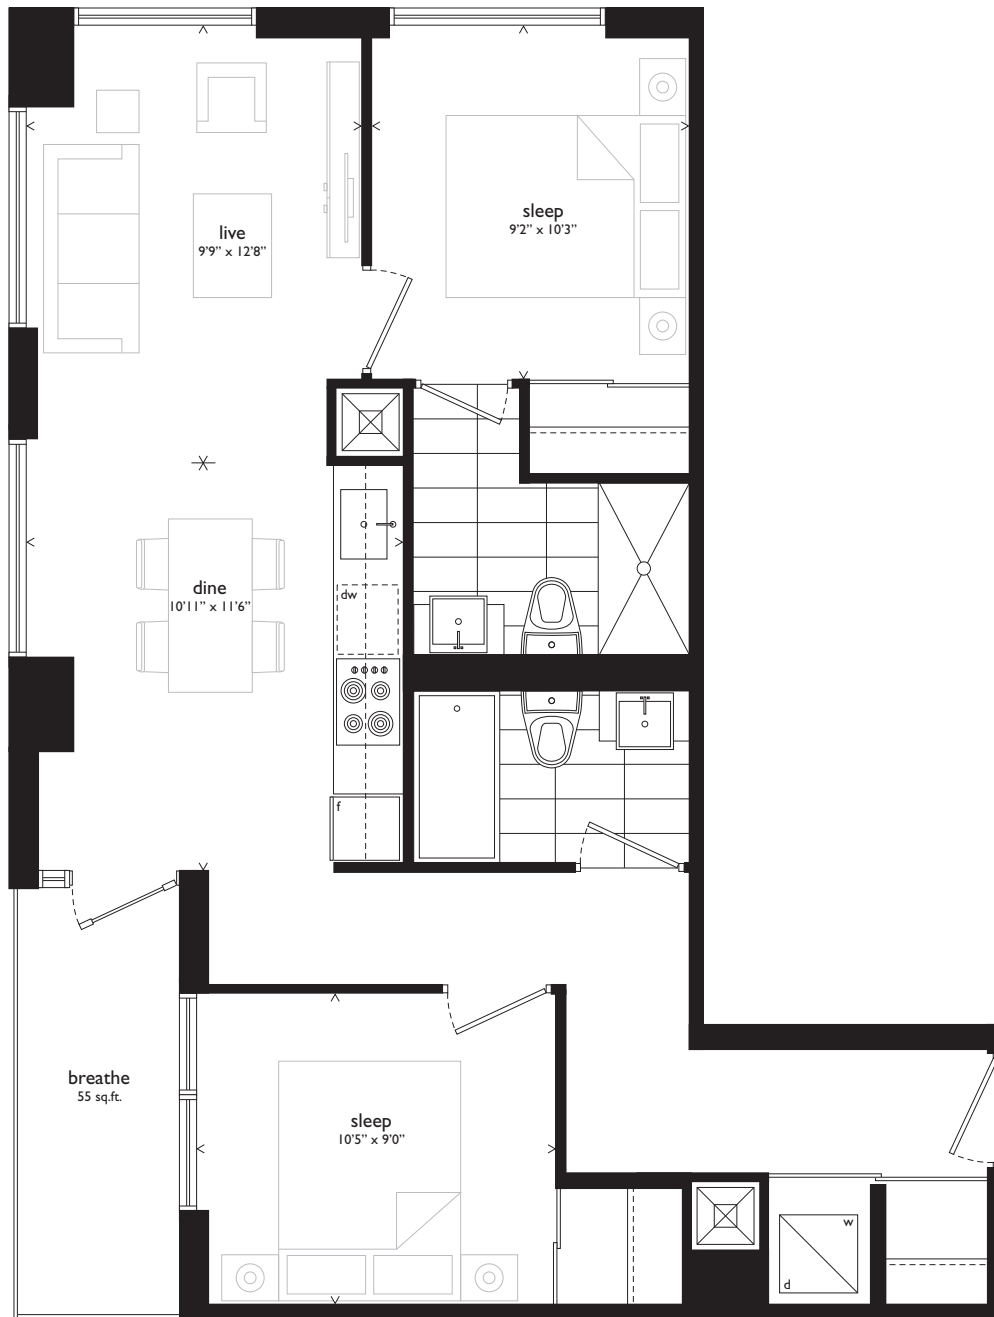 sleep
9’2” x 10’3”
live
9’9” x 12’8”
dine
10’11” x 11’6”
dw
f
breathe
55 sq.ft.
sleep
10’5” x 9’0”
w
d